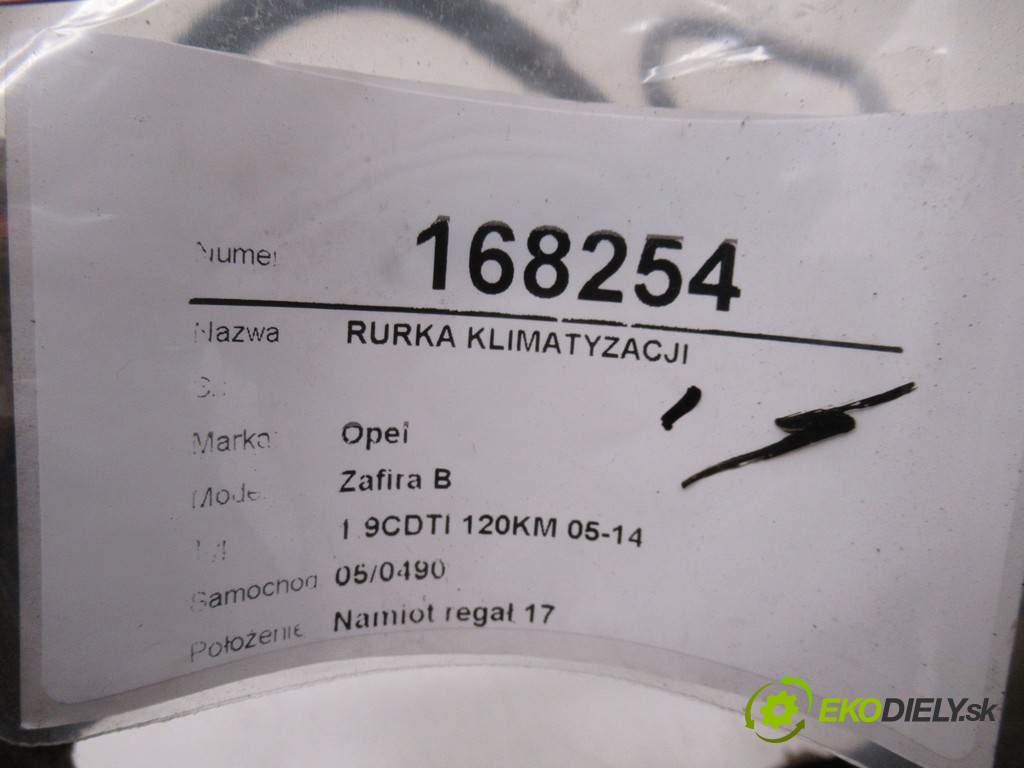 Numer 168254
Nazwa RURKA KLIMATYZACJI
Marka Opel
Model Zafira B
1.9CDTI 120KM 05-14
Samochod 05/0490
Położenie Namiot regał 17
EKODIELY.sk